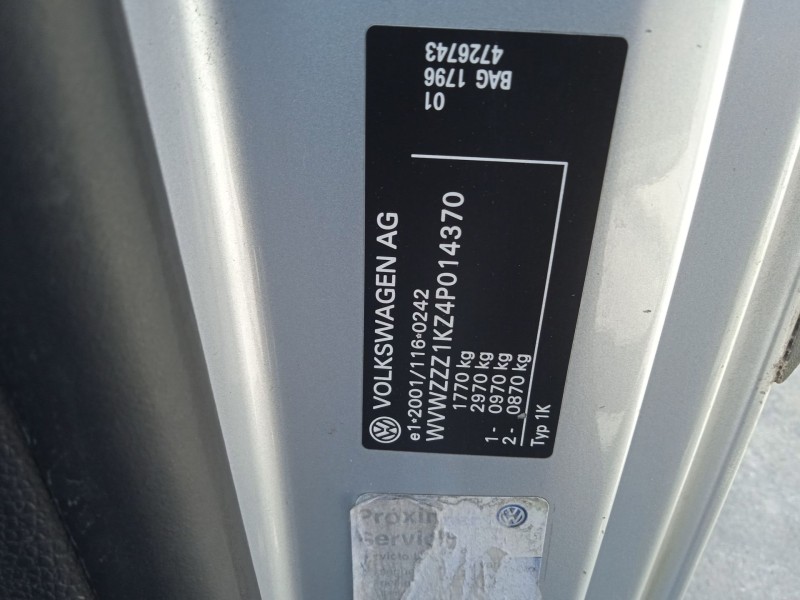 VOLKSWAGEN AG
e1*2001/116*0242
WVWZZZ1KZ4P014370
1770 kg
2970 kg
1- 0970 kg
2- 0870 kg
Typ 1K
01
BAG 1796
4726743
Servicio